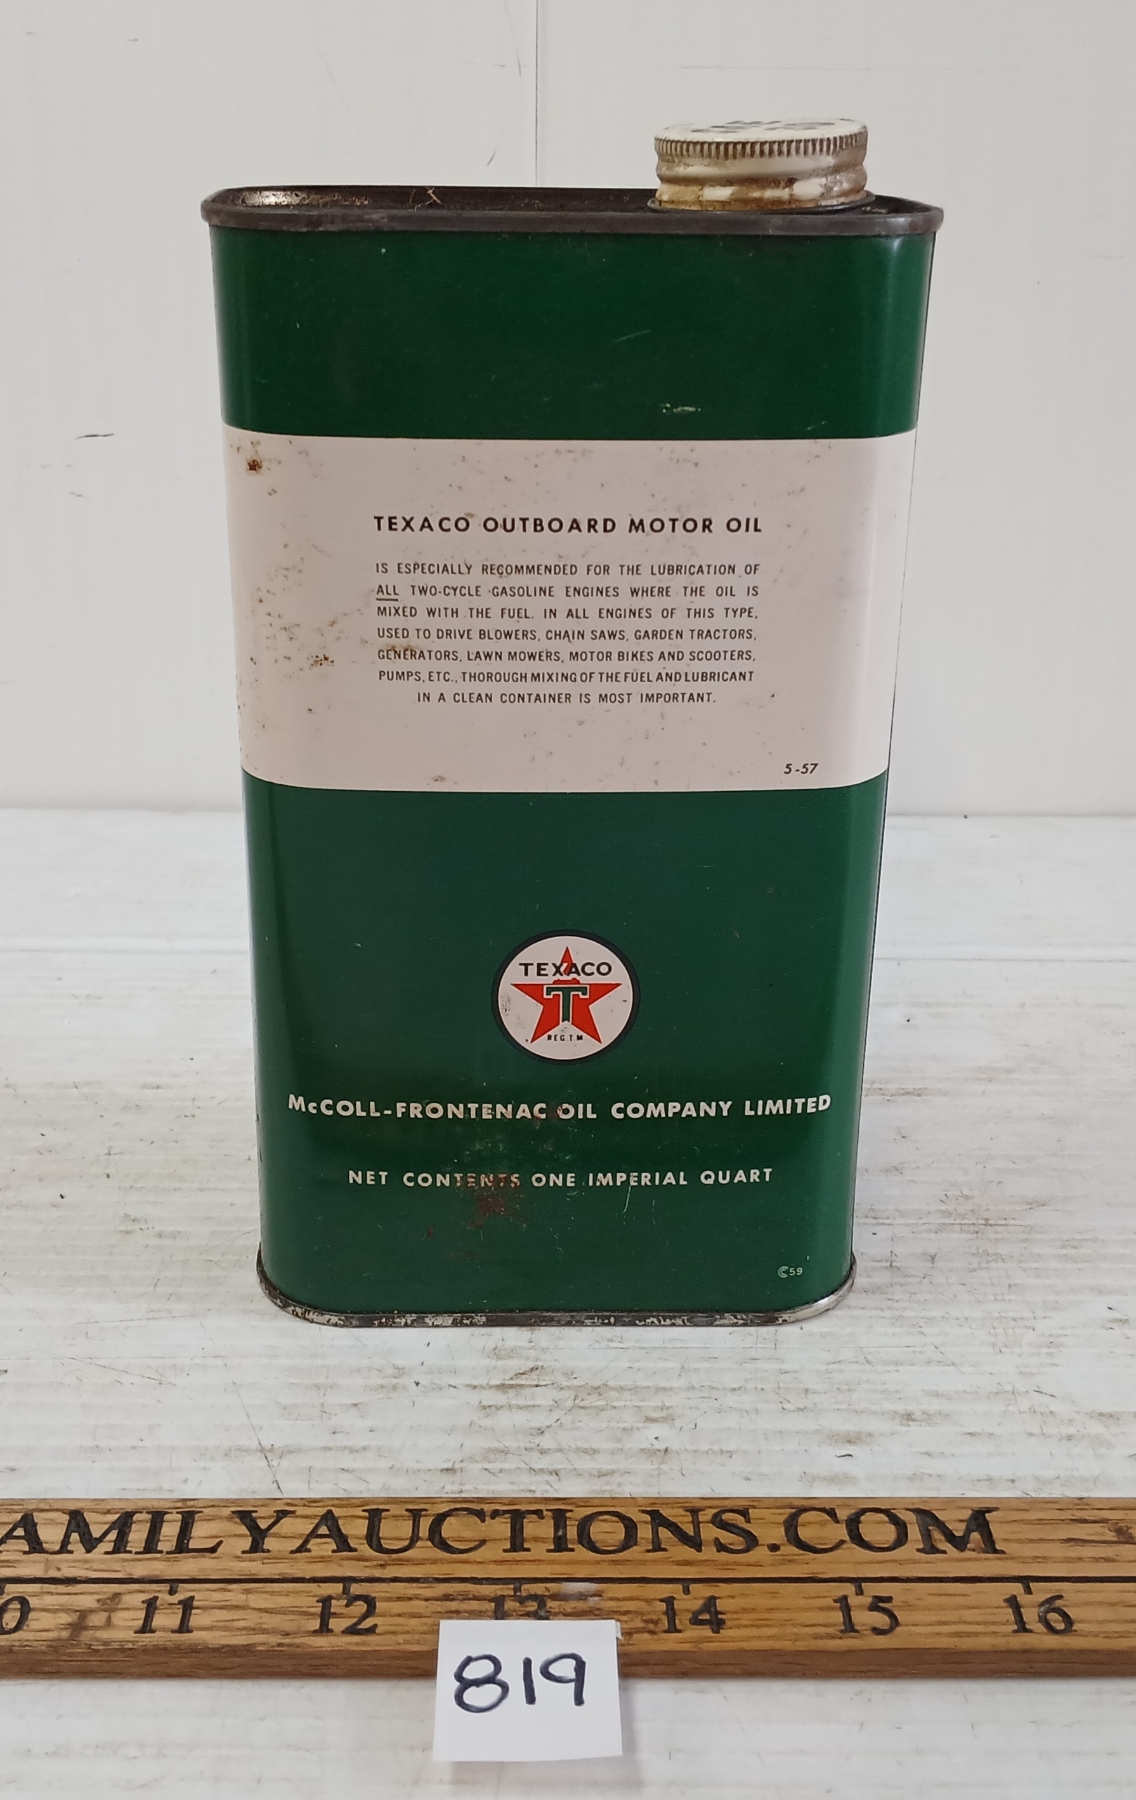 TEXACO OUTBOARD MOTOR OIL
IS ESPECIALLY RECOMMENDED FOR THE LUBRICATION OF
ALL TWO-CYCLE GASOLINE ENGINES WHERE THE OIL IS
MIXED WITH THE FUEL. IN ALL ENGINES OF THIS TYPE,
USED TO DRIVE BLOWERS, CHAIN SAWS, GARDEN TRACTORS,
GENERATORS, LAWN MOWERS, MOTOR BIKES AND SCOOTERS,
PUMPS, ETC., THOROUGH MIXING OF THE FUEL AND LUBRICANT
IN A CLEAN CONTAINER IS MOST IMPORTANT.
5-57
TEXACO
T
REG. T.M.
McCOLL-FRONTENAC OIL COMPANY LIMITED
NET CONTENTS ONE IMPERIAL QUART
C59
AMILYAUCTIONS.COM
0 11 12 13 14 15 16
819